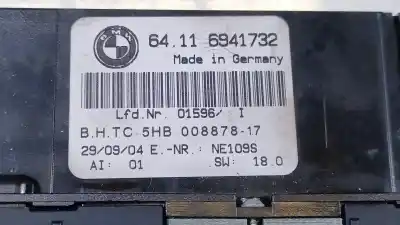 BMW
64.11 6941732
Made in Germany
Lfd.Nr. 01596/ I
B.H.TC 5HB 008878-17
29/09/04 E.-NR.: NE109S
AI: 01 SW: 18.0